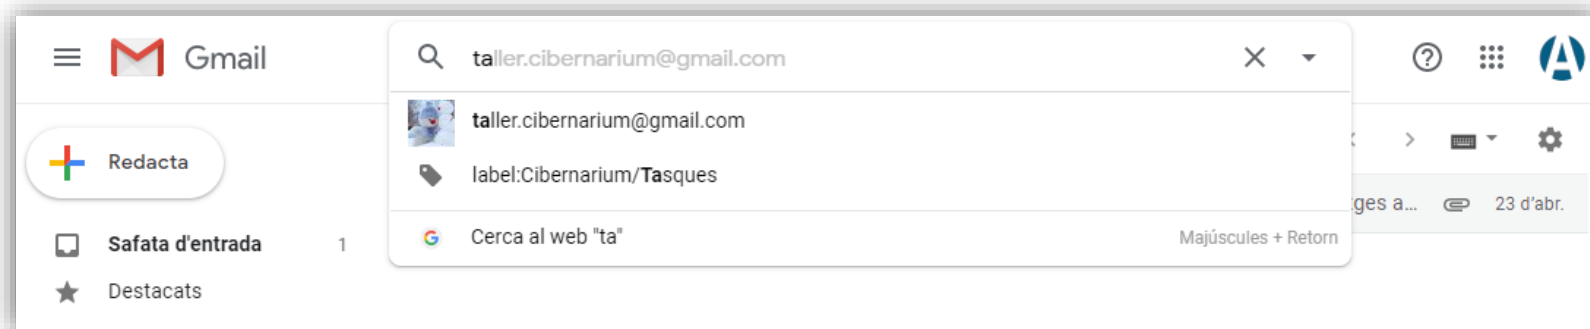 Gmail
taller.cibernarium@gmail.com
taller.cibernarium@gmail.com
Redacta
label:Cibernarium/Tasques
a... 23 d'abr.
Cerca al web "ta" Majúscules + Retorn
Safata d'entrada 1
Destacats